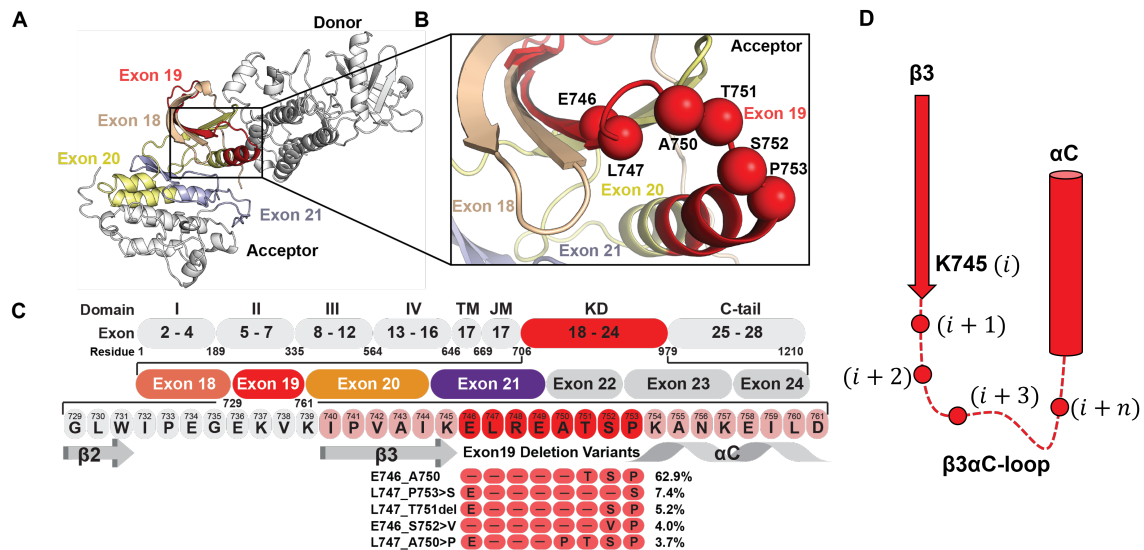 A
Donor
Exon 19
Exon 18
Exon 20
Exon 21
Acceptor
B
Acceptor
E746
T751
Exon 19
A750
S752
L747
P753
Exon 20
Exon 18
Exon 21
C
Domain I II III IV TM JM KD C-tail
Exon 2 - 4 5 - 7 8 - 12 13 - 16 17 17 18 - 24 25 - 28
Residue 1 189 335 564 646 669 706 979 1210
Exon 18 Exon 19 Exon 20 Exon 21 Exon 22 Exon 23 Exon 24
729 761
729 730 731 732 733 734 735 736 737 738 739 740 741 742 743 744 745 746 747 748 749 750 751 752 753 754 755 756 757 758 759 760 761
G L W I P E G E K V K I P V A I K E L R E A T S P K A N K E I L D
β2 β3 Exon19 Deletion Variants αC
E746_A750 — — — — — T S P 62.9%
L747_P753>S E — — — — — — S 7.4%
L747_T751del E — — — — — S P 5.2%
E746_S752>V — — — — — — V P 4.0%
L747_A750>P E — — — P T S P 3.7%
D
β3
αC
K745 (i)
(i + 1)
(i + 2)
(i + 3)
(i + n)
β3αC-loop